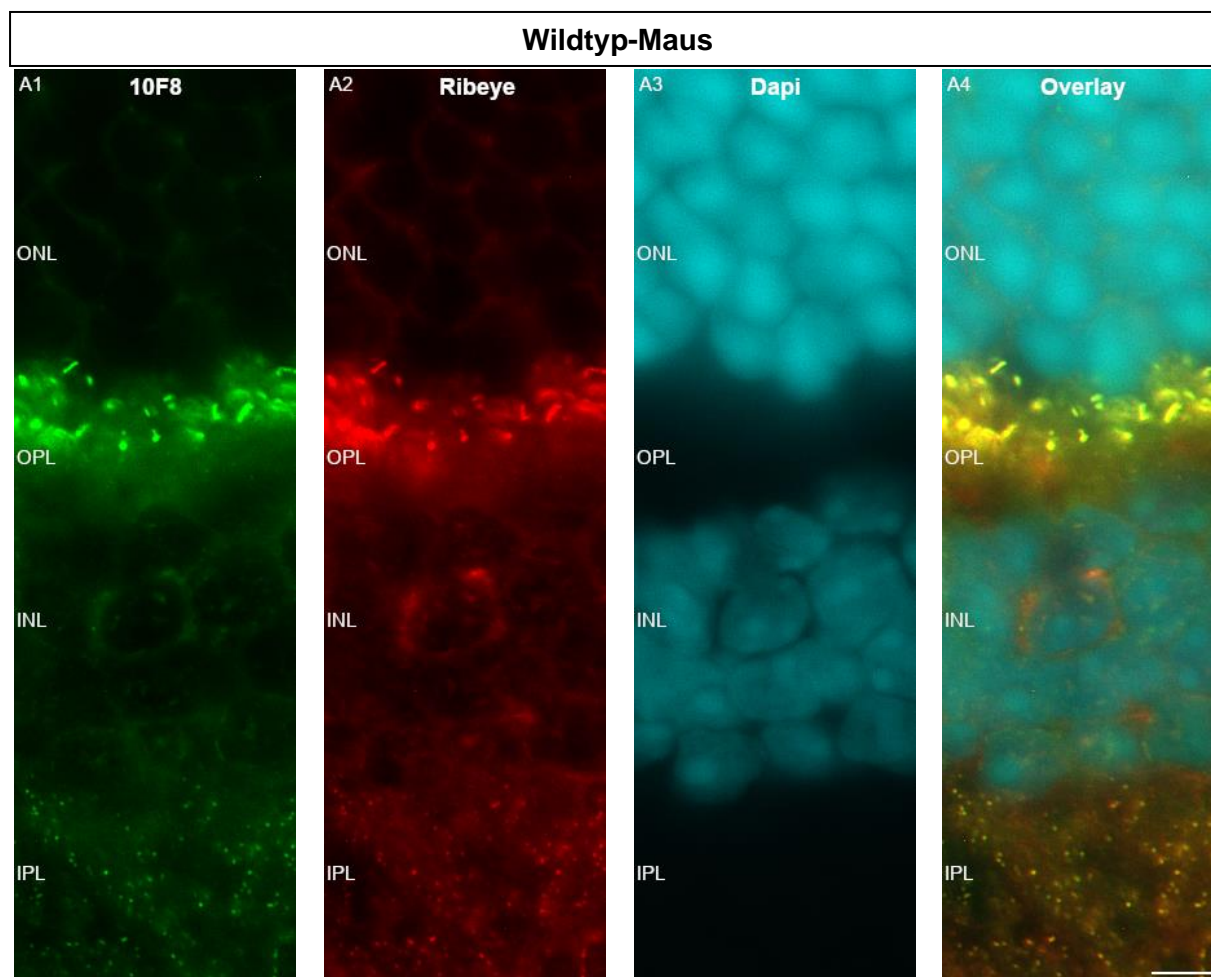 Wildtyp-Maus
A1 10F8
A2 Ribeye
A3 Dapi
A4 Overlay
ONL ONL ONL ONL
OPL OPL OPL OPL
INL INL INL INL
IPL IPL IPL IPL